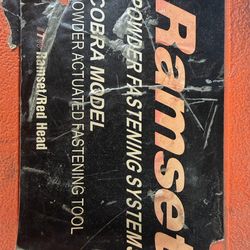 Ramset
POWDER FASTENING SYSTEMS
COBRA MODEL
POWDER ACTUATED FASTENING TOOL
Ramset/Red Head